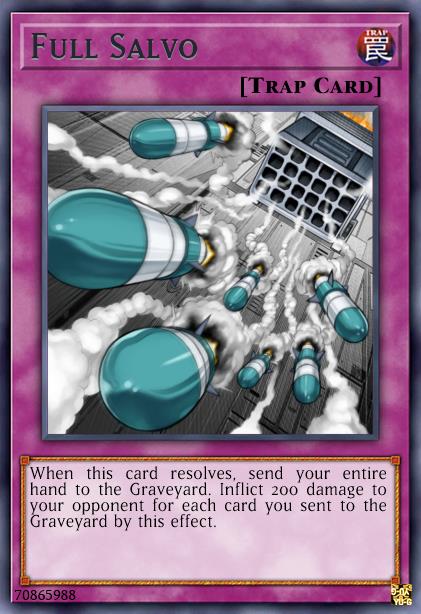 Full Salvo
TRAP
罠
[Trap Card]
When this card resolves, send your entire
hand to the Graveyard. Inflict 200 damage to
your opponent for each card you sent to the
Graveyard by this effect.
70865988